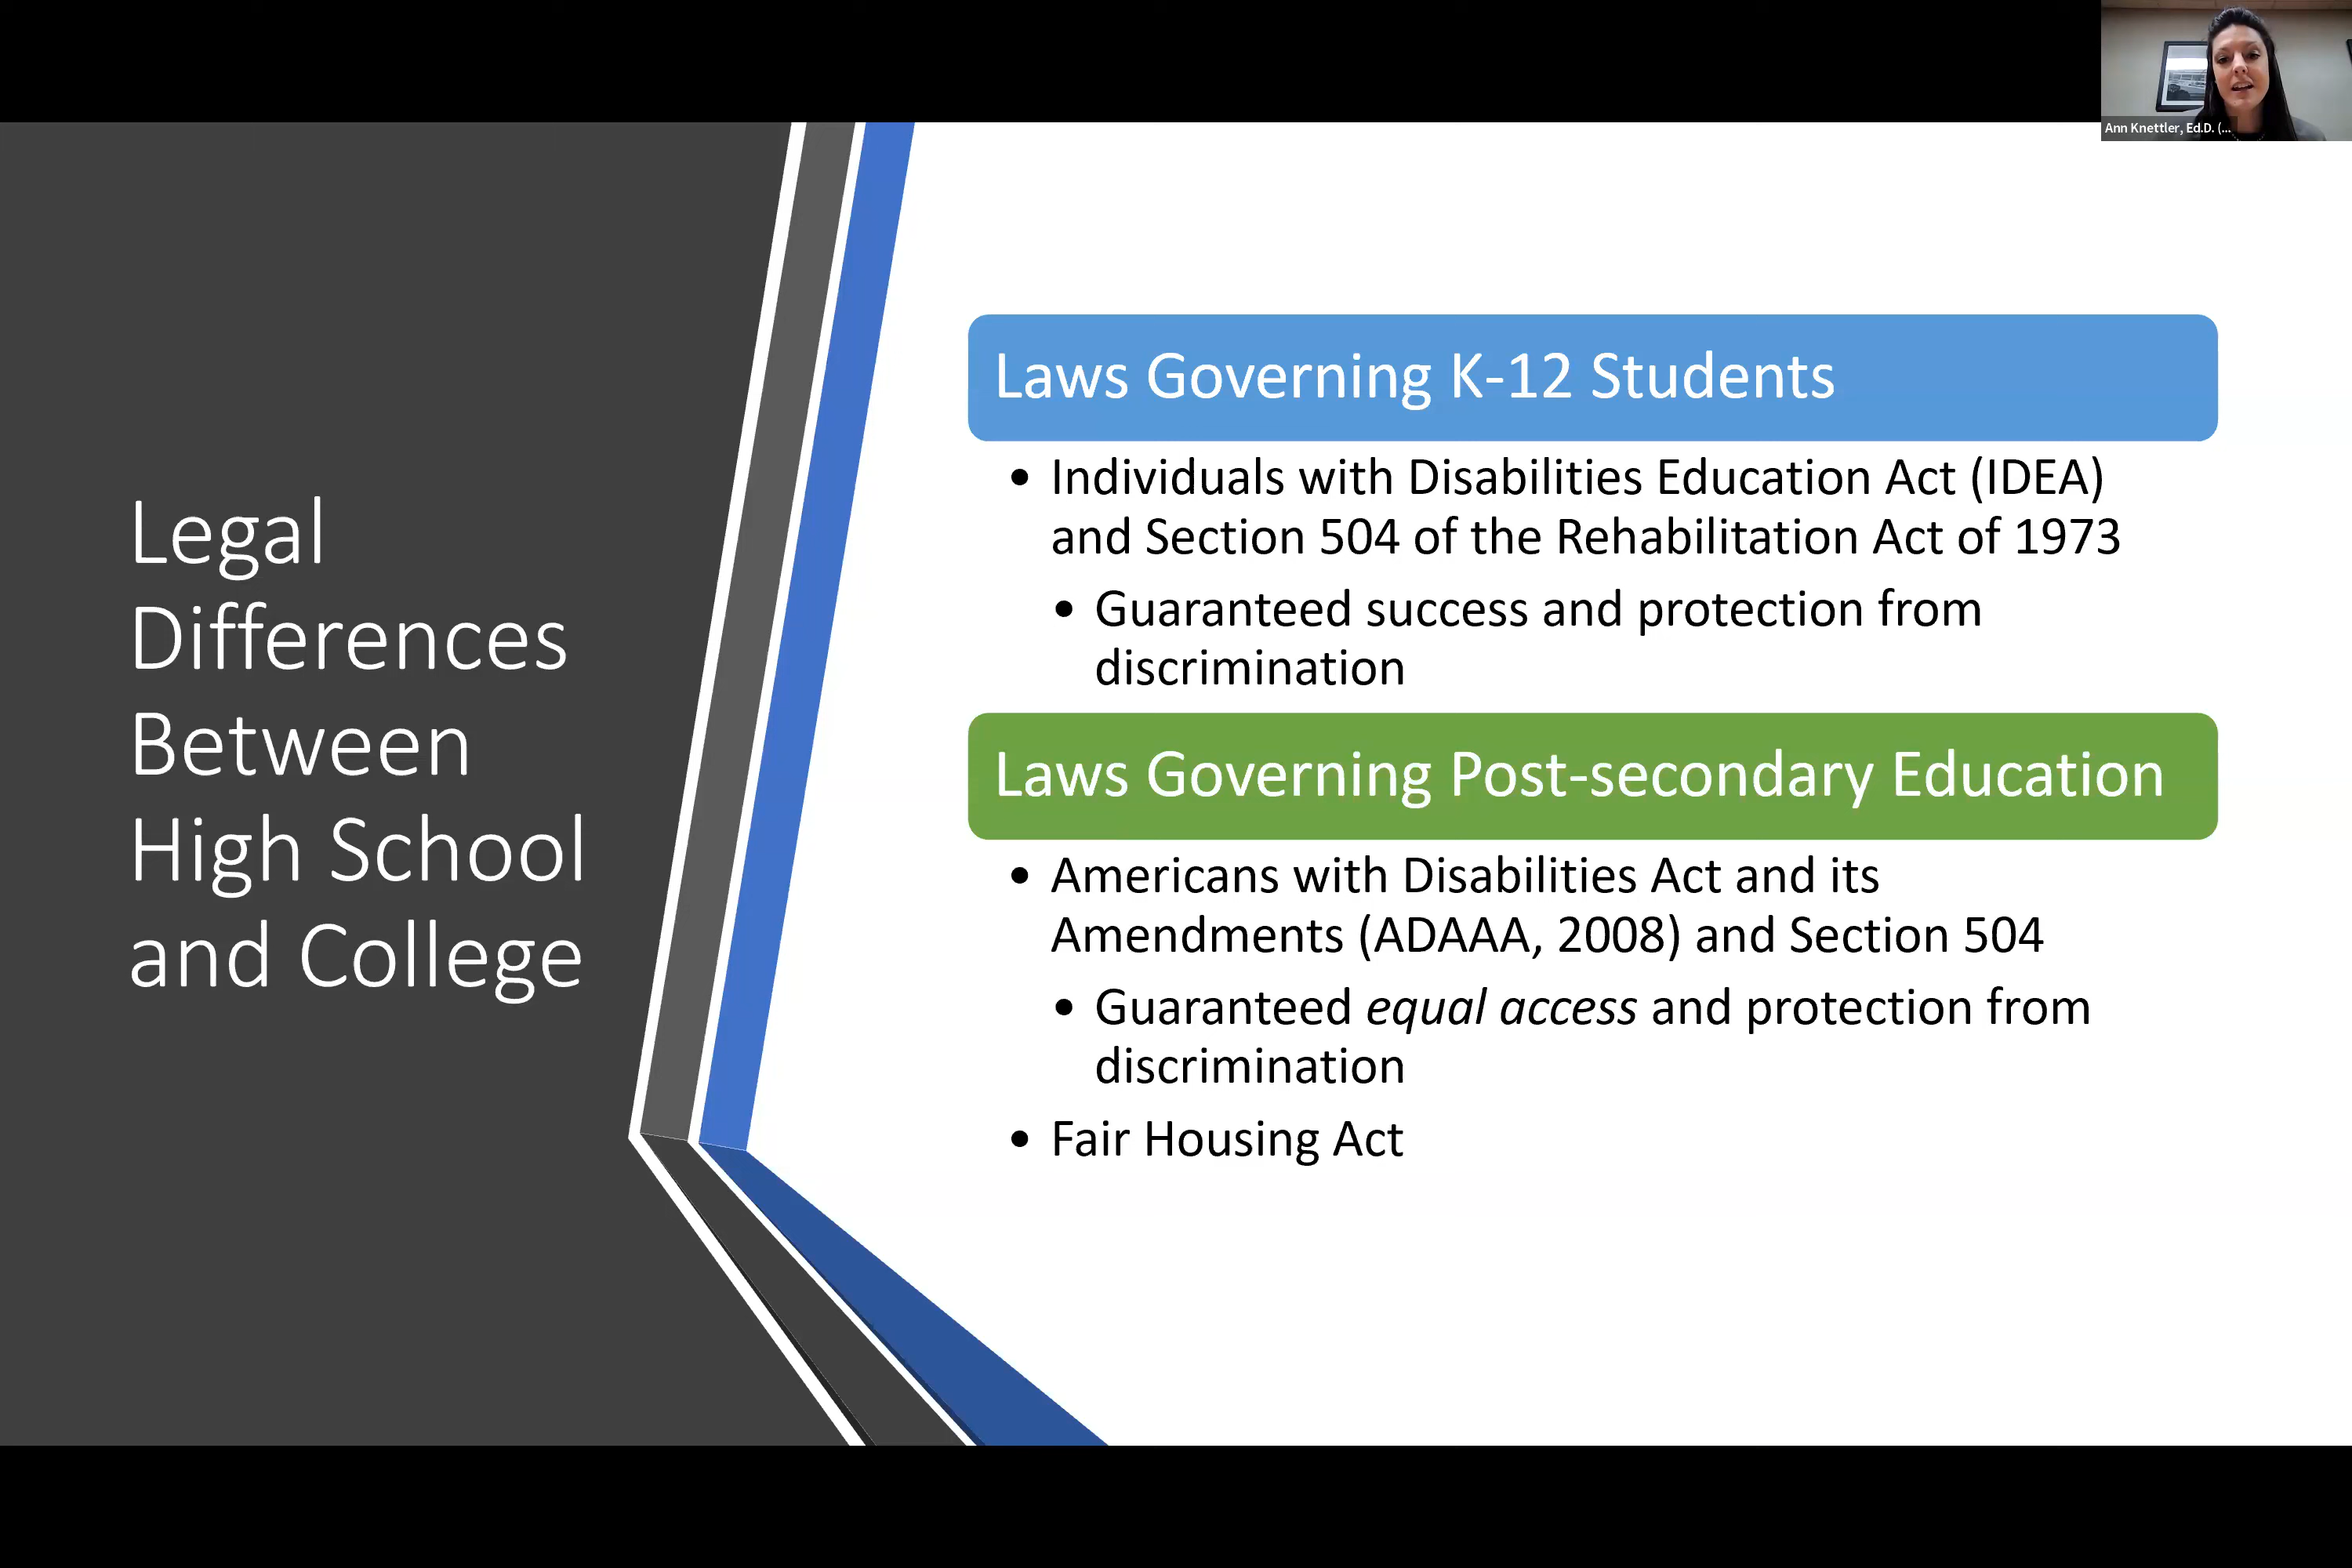 Ann Knettler, Ed.D. (...
Legal
Differences
Between
High School
and College
Laws Governing K-12 Students
• Individuals with Disabilities Education Act (IDEA)
and Section 504 of the Rehabilitation Act of 1973
• Guaranteed success and protection from
discrimination
Laws Governing Post-secondary Education
• Americans with Disabilities Act and its
Amendments (ADAAA, 2008) and Section 504
• Guaranteed equal access and protection from
discrimination
• Fair Housing Act